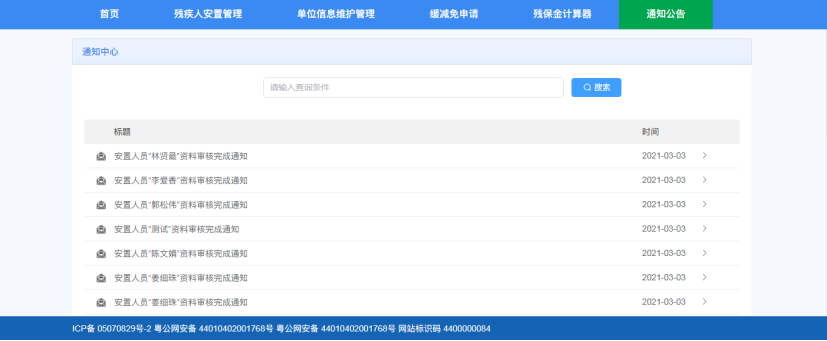 首页 残疾人安置管理 单位信息维护管理 缓减免申请 残保金计算器 通知公告
通知中心
请输入查询条件 搜索
标题 时间
安置人员“林贤最”资料审核完成通知 2021-03-03
安置人员“李爱香”资料审核完成通知 2021-03-03
安置人员“郭松伟”资料审核完成通知 2021-03-03
安置人员“测试”资料审核完成通知 2021-03-03
安置人员“陈文娟”资料审核完成通知 2021-03-03
安置人员“姜细珠”资料审核完成通知 2021-03-03
安置人员“姜细珠”资料审核完成通知 2021-03-03
ICP备 05070829号-2 粤公网安备 44010402001768号 粤公网安备 44010402001768号 网站标识码 4400000084